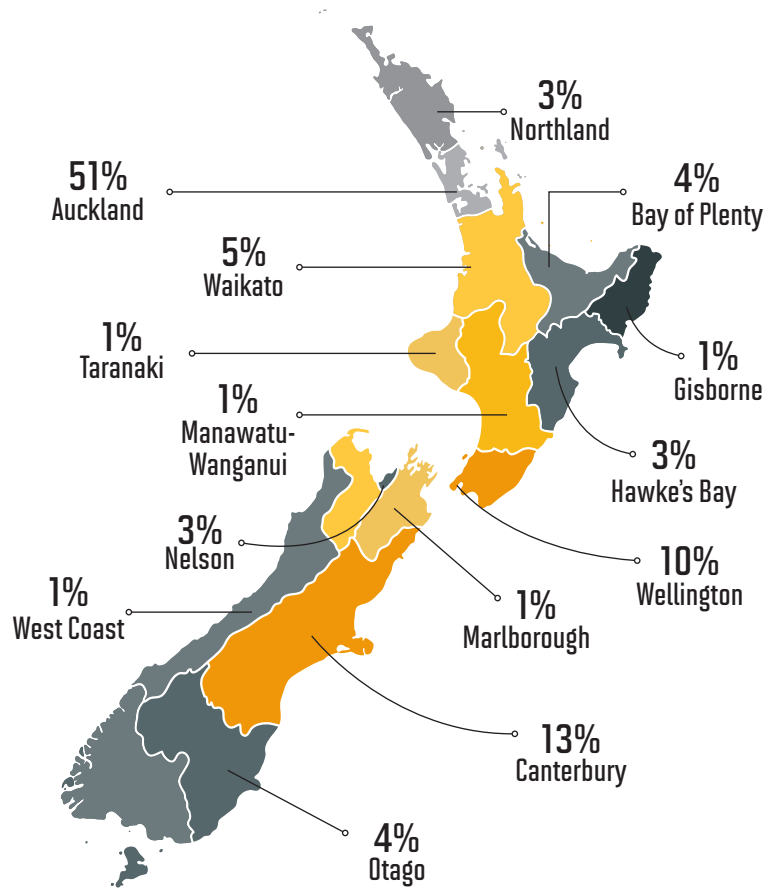 3%
Northland
51%
Auckland
4%
Bay of Plenty
5%
Waikato
1%
Taranaki
1%
Gisborne
1%
Manawatu-
Wanganui
3%
Hawke's Bay
3%
Nelson
10%
Wellington
1%
West Coast
1%
Marlborough
13%
Canterbury
4%
Otago